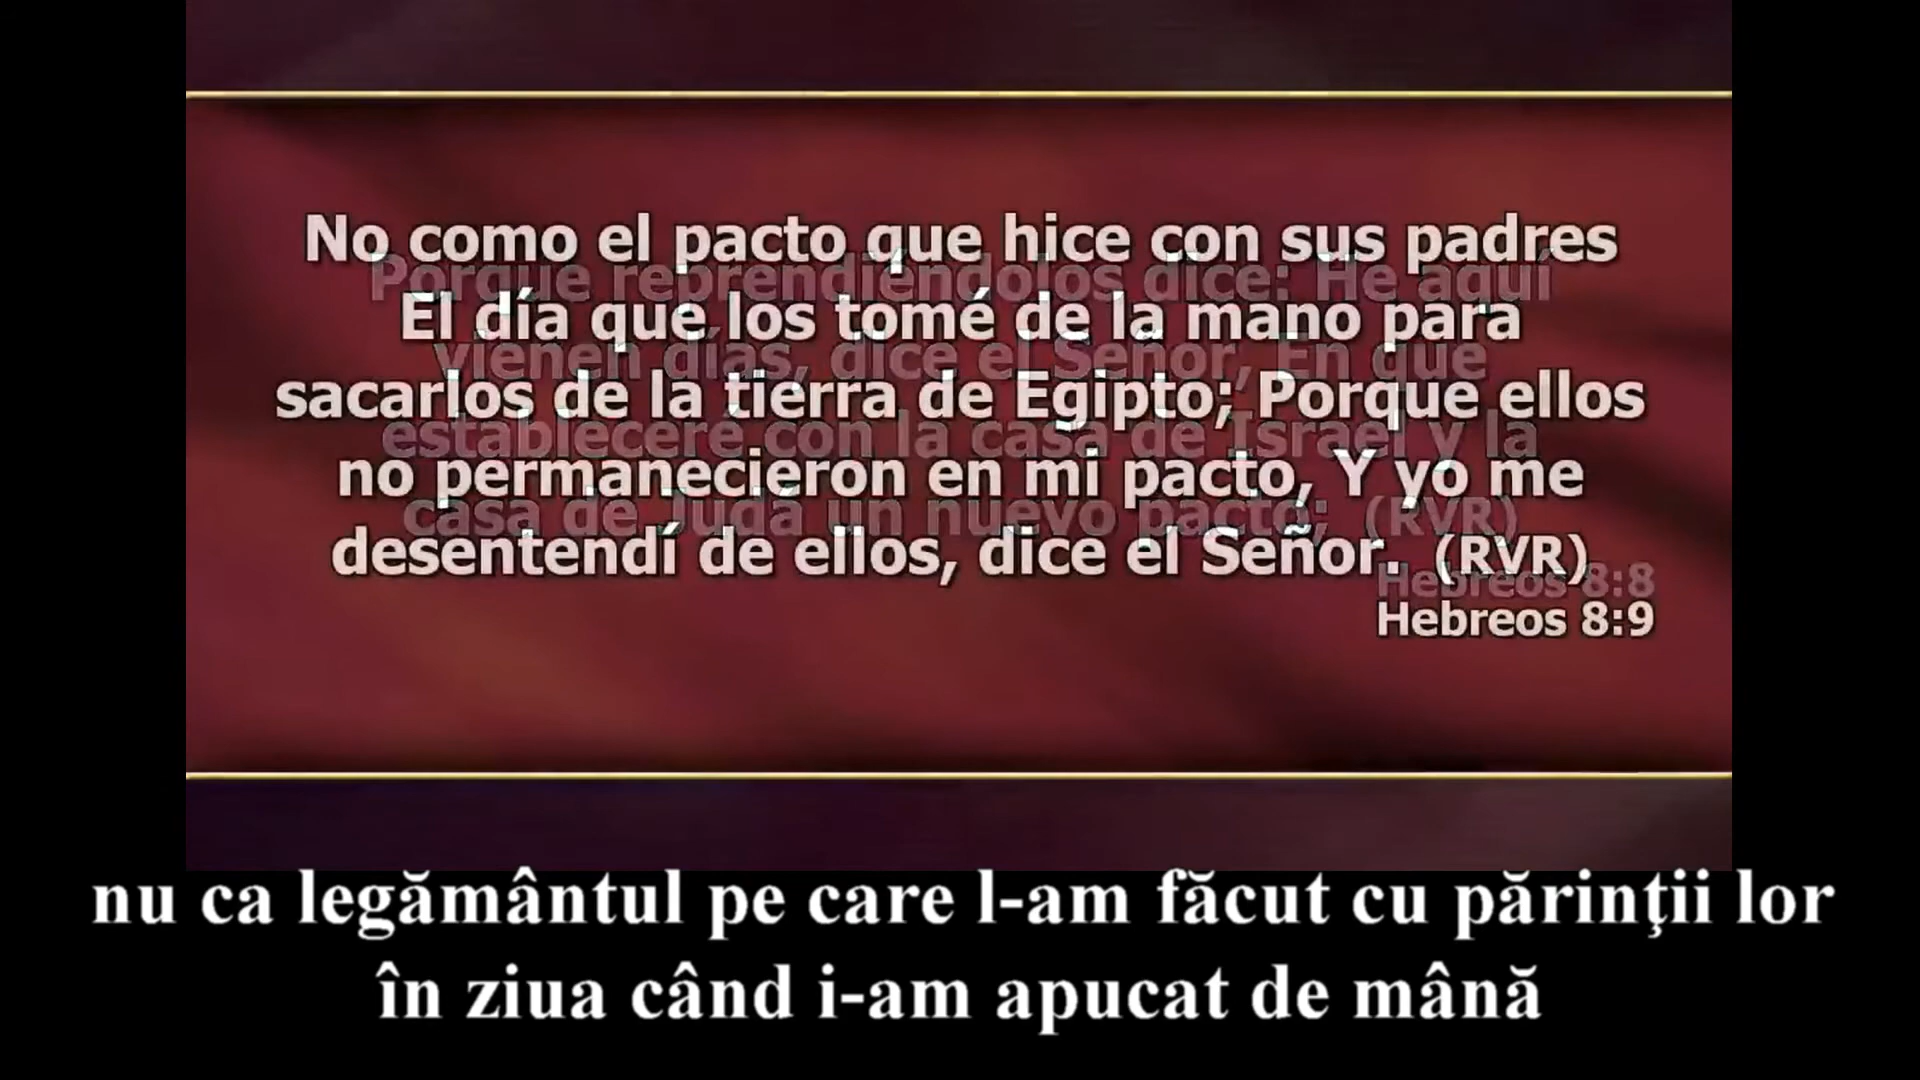 No como el pacto que hice con sus padres
El día que los tomé de la mano para
sacarlos de la tierra de Egipto; Porque ellos
no permanecieron en mi pacto, Y yo me
desentendí de ellos, dice el Señor. (RVR)
Hebreos 8:9
Porque reprendiéndolos dice: He aquí
vienen días, dice el Señor, En que
estableceré con la casa de Israel y la
casa de Judá un nuevo pacto; (RVR)
Hebreos 8:8
nu ca legământul pe care l-am făcut cu părinţii lor
în ziua când i-am apucat de mână